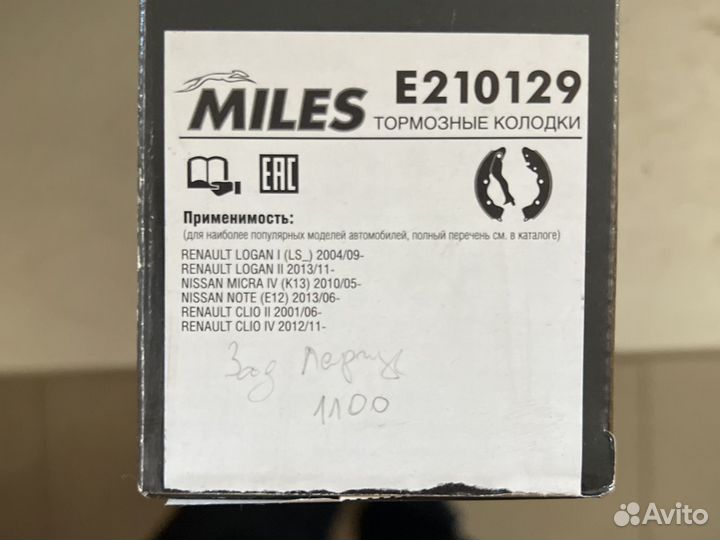 MILES
E210129
ТОРМОЗНЫЕ КОЛОДКИ
EAC
Применимость:
(для наиболее популярных моделей автомобилей, полный перечень см. в каталоге)
RENAULT LOGAN I (LS_) 2004/09-
RENAULT LOGAN II 2013/11-
NISSAN MICRA IV (K13) 2010/05-
NISSAN NOTE (E12) 2013/06-
RENAULT CLIO II 2001/06-
RENAULT CLIO IV 2012/11-
Зад Ларгус
1100
Avito